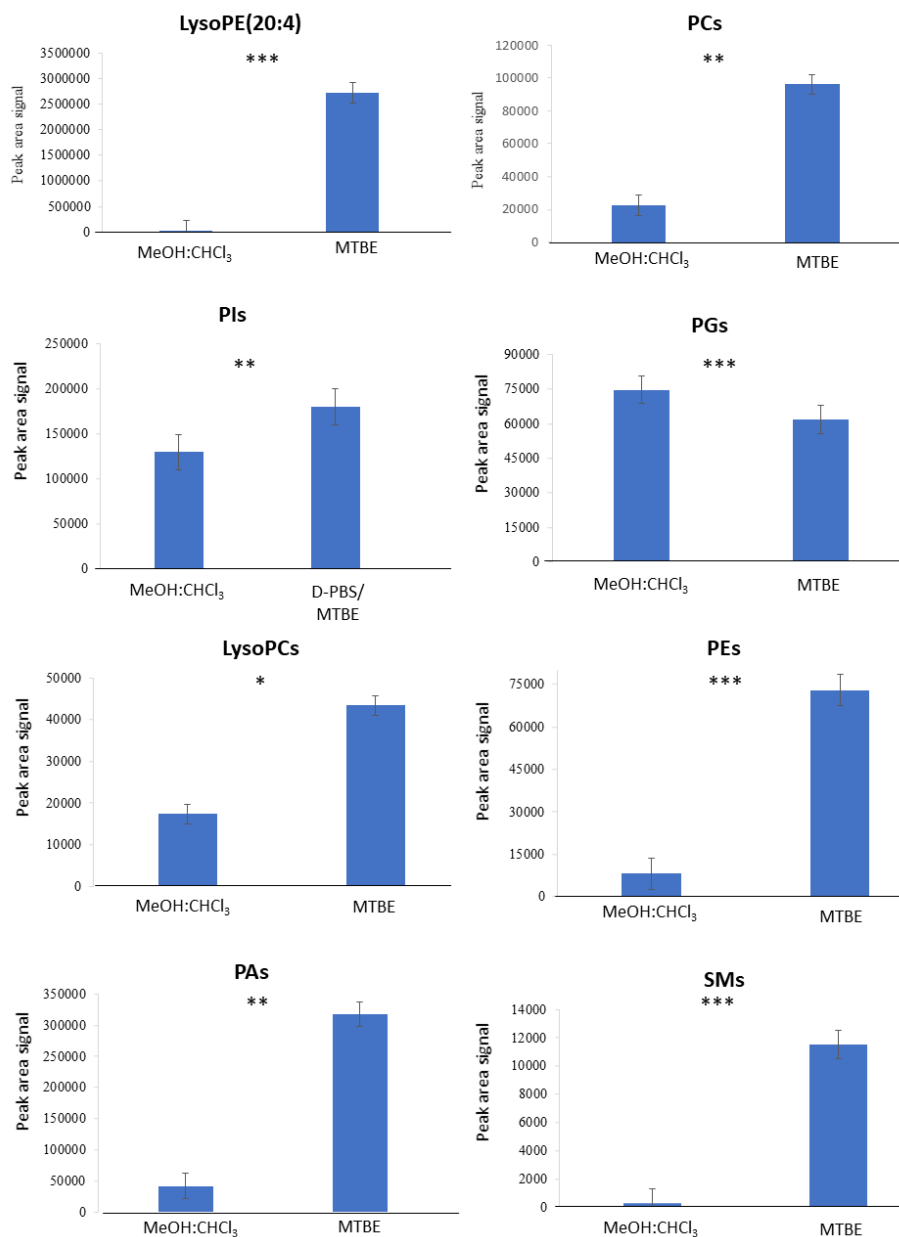 LysoPE(20:4)
***
3500000
3000000
2500000
2000000
1500000
1000000
500000
0
Peak area signal
MeOH:CHCl₃
MTBE
PCs
**
120000
100000
80000
60000
40000
20000
0
Peak area signal
MeOH:CHCl₃
MTBE
PIs
**
250000
200000
150000
100000
50000
0
Peak area signal
MeOH:CHCl₃
D-PBS/
MTBE
PGs
***
90000
75000
60000
45000
30000
15000
0
Peak area signal
MeOH:CHCl₃
MTBE
LysoPCs
*
50000
40000
30000
20000
10000
0
Peak area signal
MeOH:CHCl₃
MTBE
PEs
***
75000
60000
45000
30000
15000
0
Peak area signal
MeOH:CHCl₃
MTBE
PAs
**
350000
300000
250000
200000
150000
100000
50000
0
Peak area signal
MeOH:CHCl₃
MTBE
SMs
***
14000
12000
10000
8000
6000
4000
2000
0
Peak area signal
MeOH:CHCl₃
MTBE